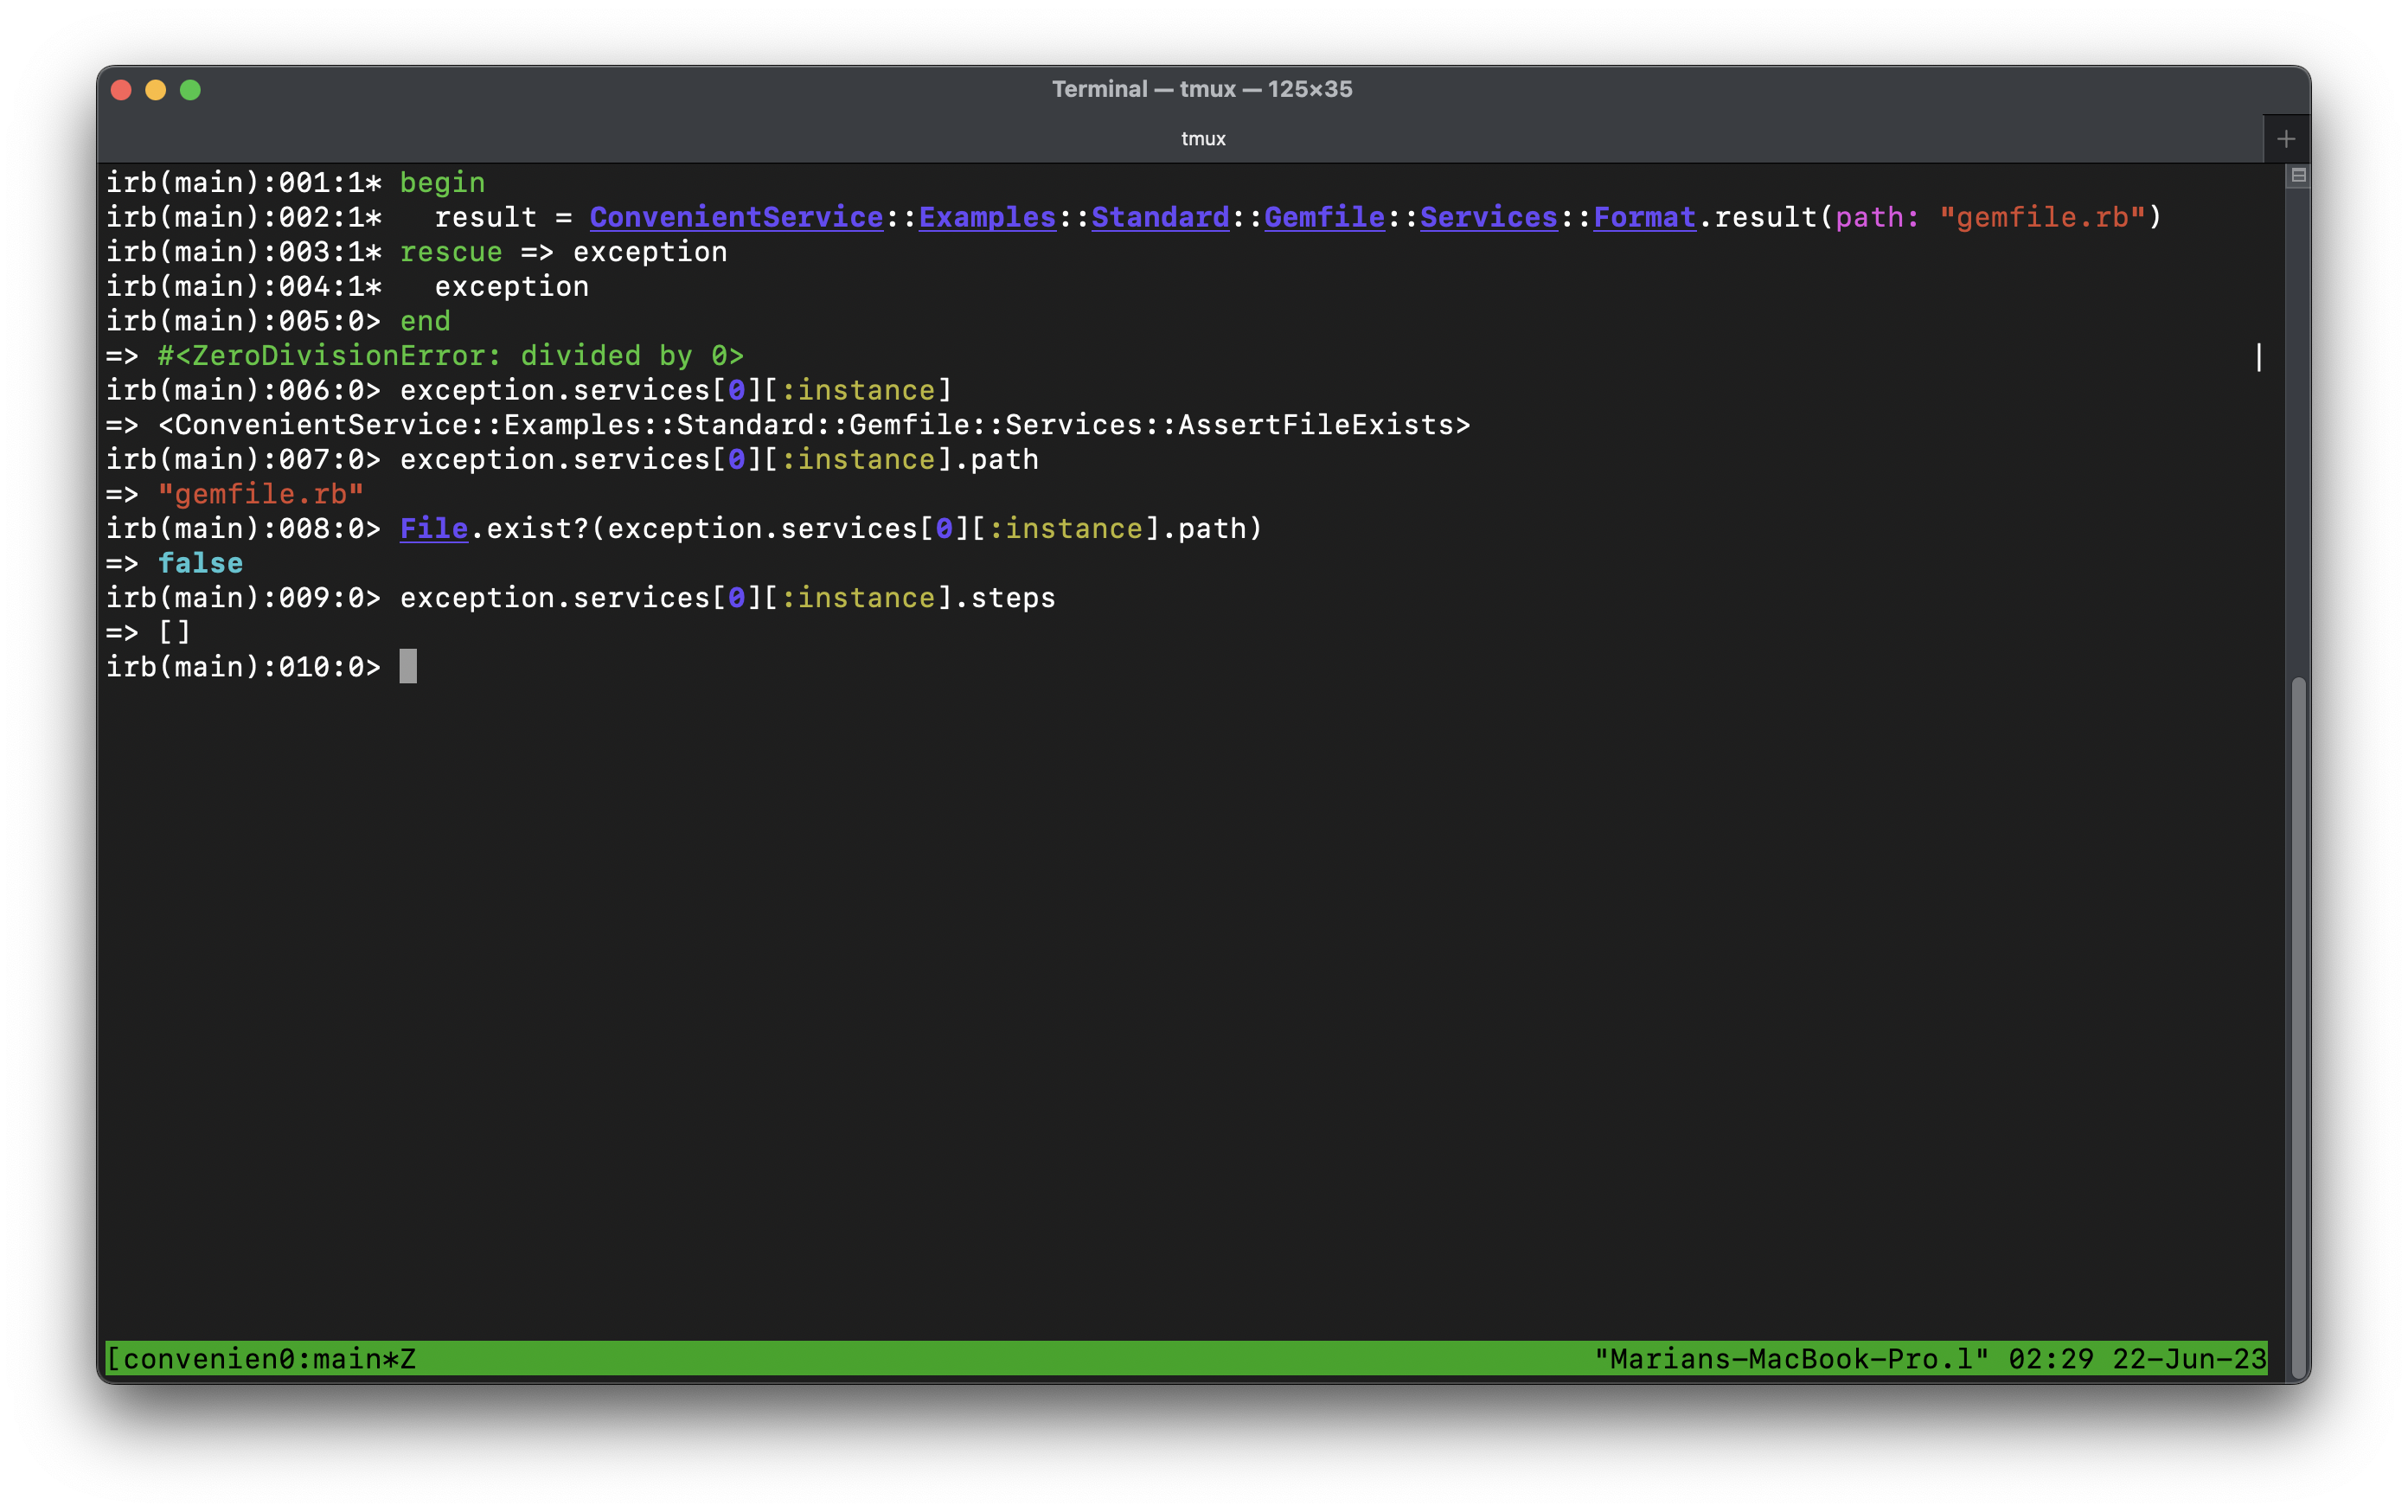 Terminal — tmux — 125×35
tmux
irb(main):001:1* begin
irb(main):002:1*   result = ConvenientService::Examples::Standard::Gemfile::Services::Format.result(path: "gemfile.rb")
irb(main):003:1* rescue => exception
irb(main):004:1*   exception
irb(main):005:0> end
=> #<ZeroDivisionError: divided by 0>
irb(main):006:0> exception.services[0][:instance]
=> <ConvenientService::Examples::Standard::Gemfile::Services::AssertFileExists>
irb(main):007:0> exception.services[0][:instance].path
=> "gemfile.rb"
irb(main):008:0> File.exist?(exception.services[0][:instance].path)
=> false
irb(main):009:0> exception.services[0][:instance].steps
=> []
irb(main):010:0>
[convenien0:main*Z "Marians-MacBook-Pro.l" 02:29 22-Jun-23